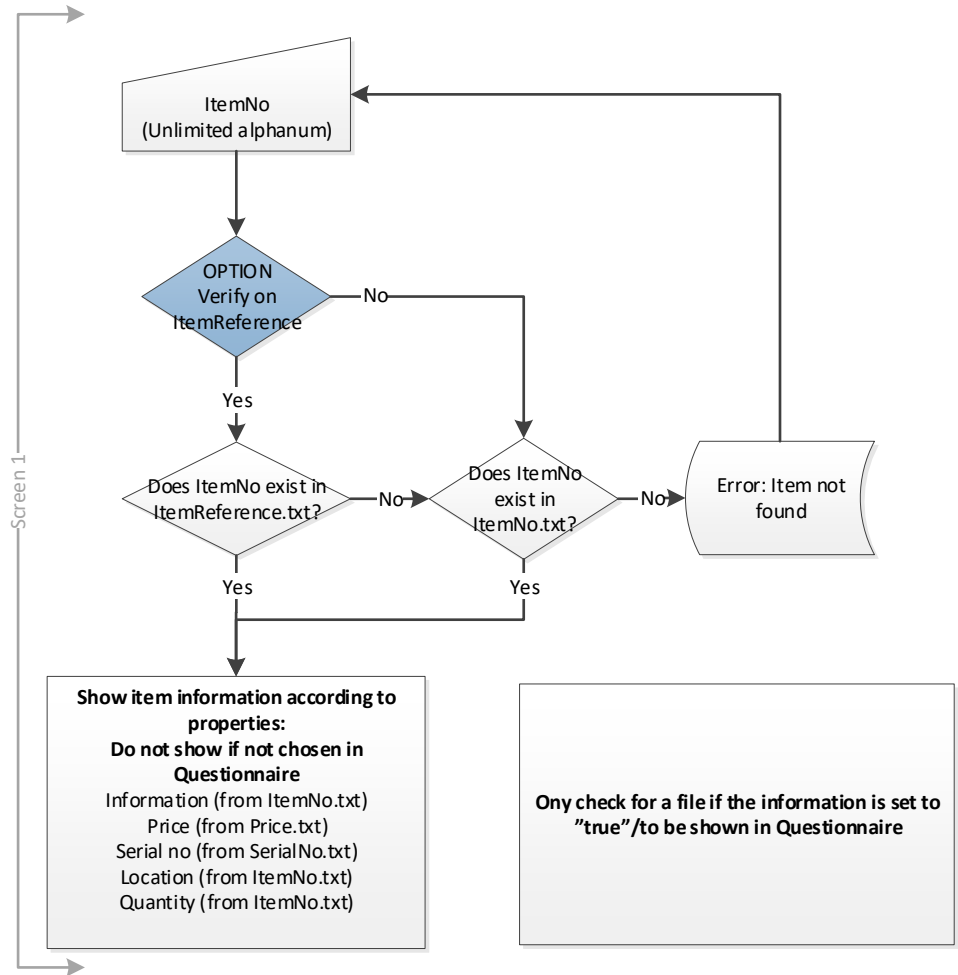 ItemNo
(Unlimited alphanum)
OPTION
Verify on
ItemReference
No
Yes
Does ItemNo exist in
ItemReference.txt?
No
Does ItemNo
exist in
ItemNo.txt?
No
Error: Item not
found
Screen 1
Yes
Yes
Show item information according to
properties:
Do not show if not chosen in
Questionnaire
Information (from ItemNo.txt)
Price (from Price.txt)
Serial no (from SerialNo.txt)
Location (from ItemNo.txt)
Quantity (from ItemNo.txt)
Ony check for a file if the information is set to
”true”/to be shown in Questionnaire